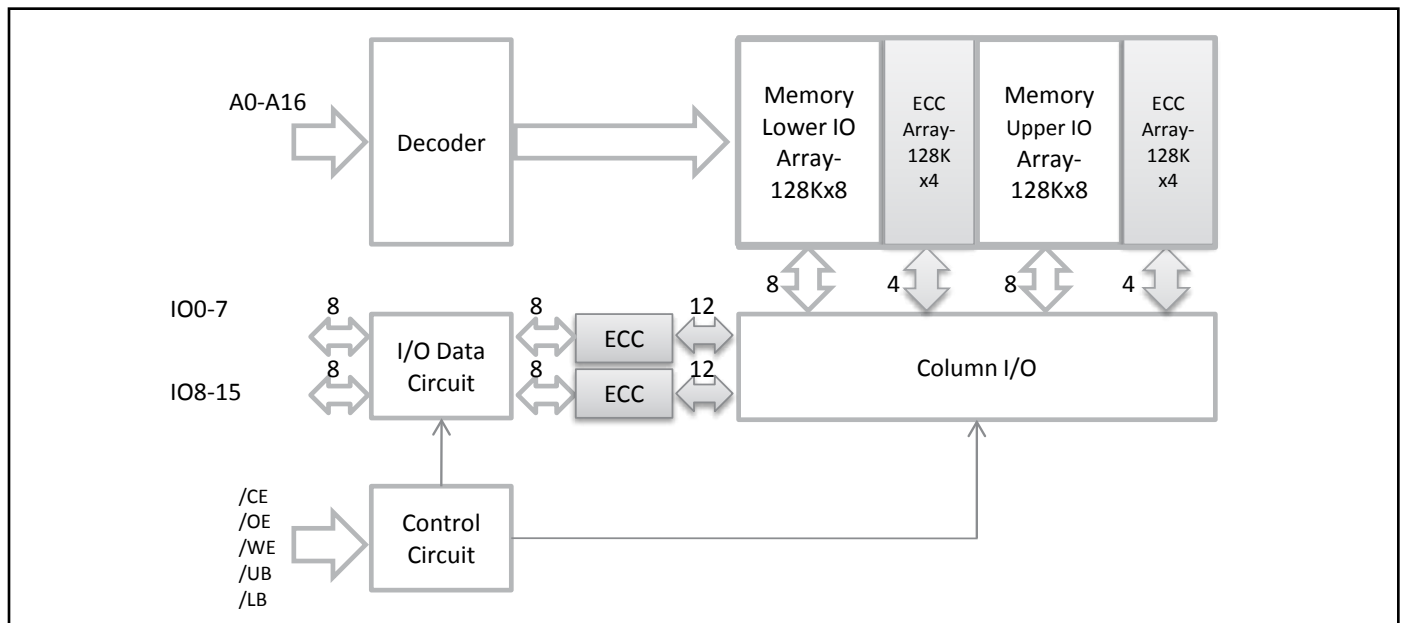 A0-A16
Decoder
Memory
Lower IO
Array-
128Kx8
ECC
Array-
128K
x4
Memory
Upper IO
Array-
128Kx8
ECC
Array-
128K
x4
8
4
8
4
IO0-7
8
8
12
ECC
I/O Data
Circuit
Column I/O
IO8-15
8
8
12
ECC
/CE
/OE
/WE
/UB
/LB
Control
Circuit